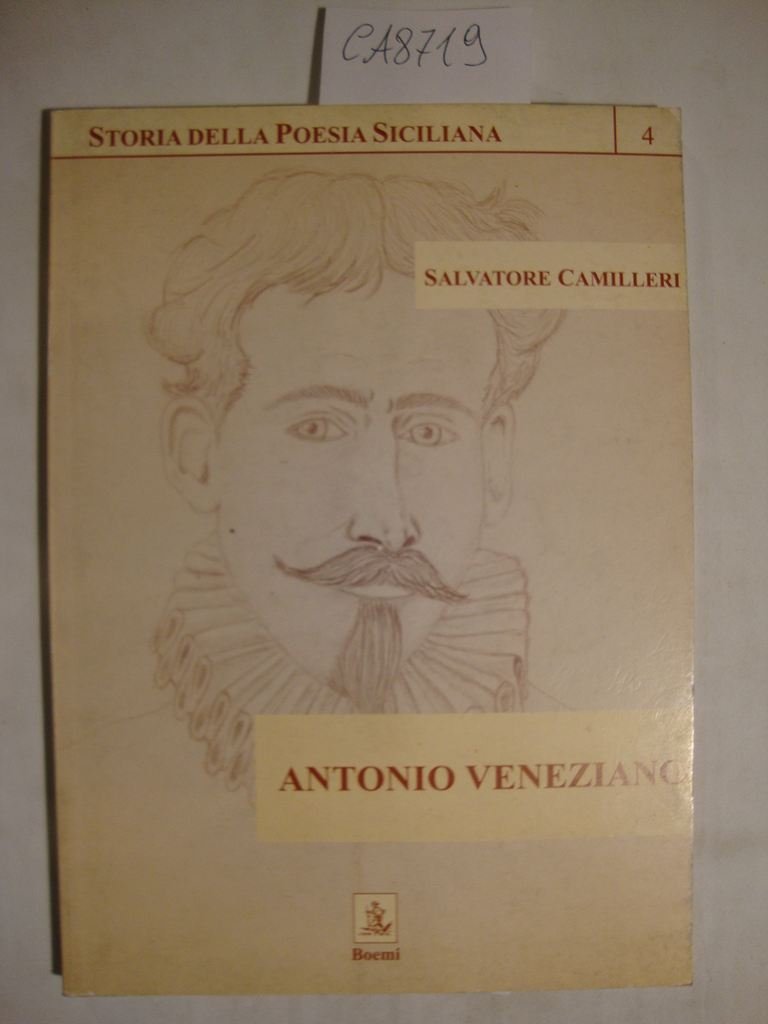 CA8719
STORIA DELLA POESIA SICILIANA 4
SALVATORE CAMILLERI
ANTONIO VENEZIANO
Boemi